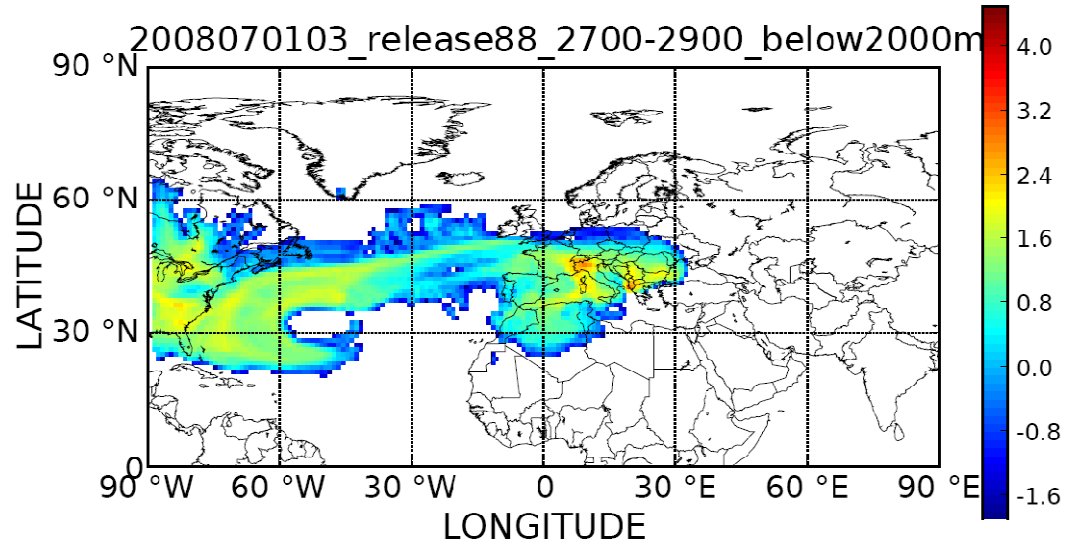 2008070103_release88_2700-2900_below2000m
90 °N
60 °N
30 °N
0
LATITUDE
90 °W
60 °W
30 °W
0
30 °E
60 °E
90 °E
LONGITUDE
4.0
3.2
2.4
1.6
0.8
0.0
-0.8
-1.6